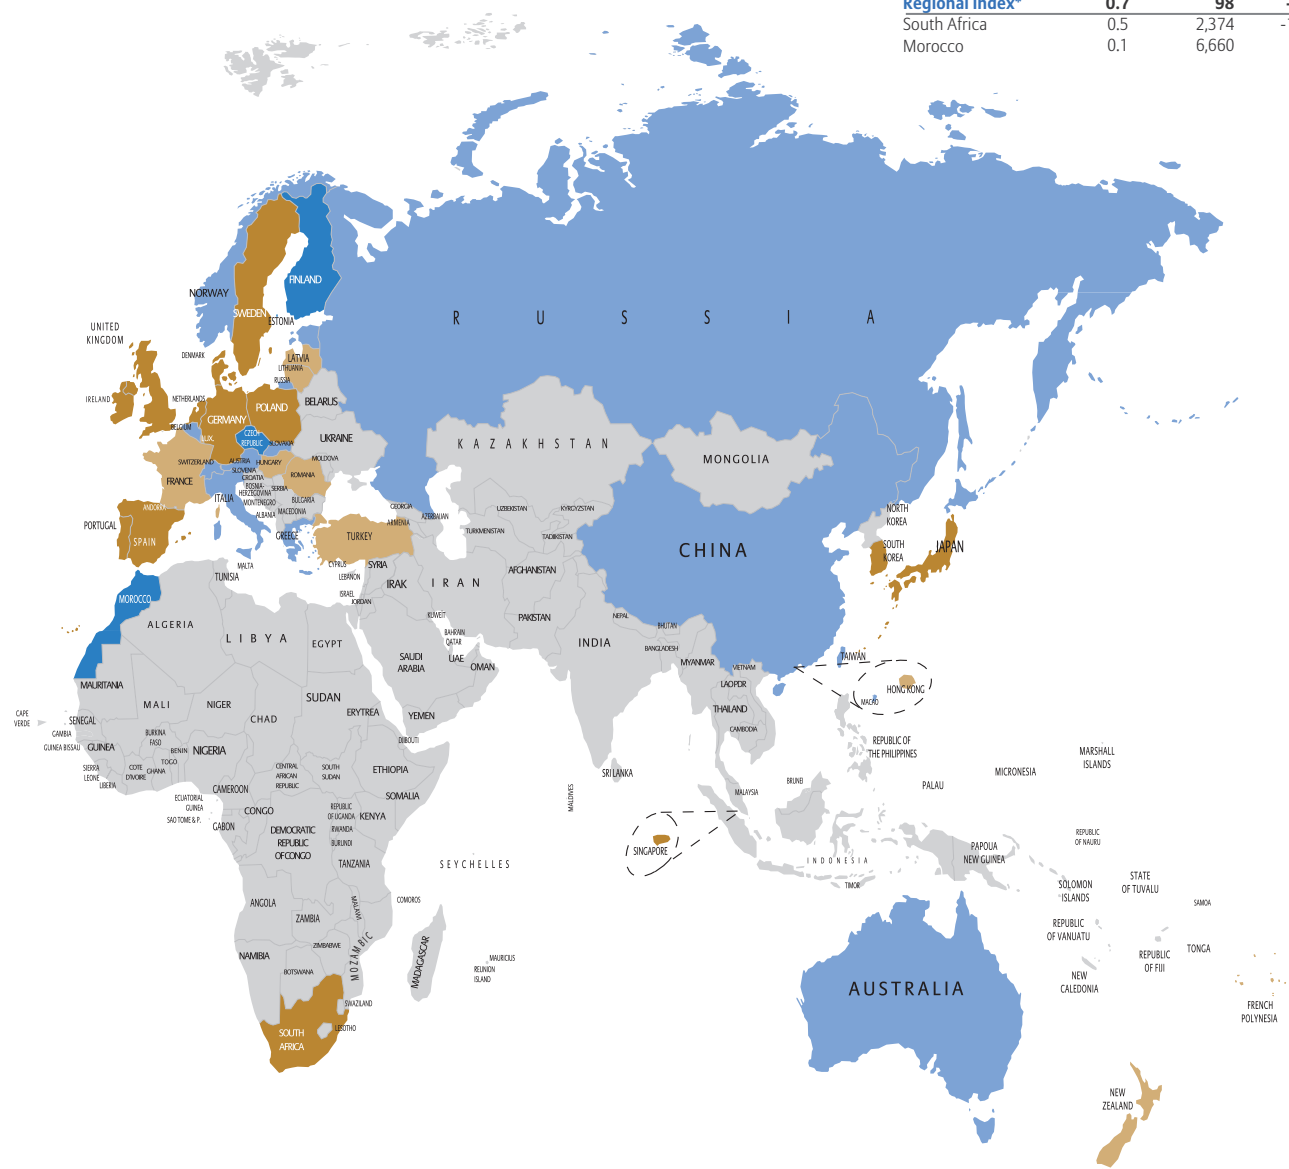 Regional Index* 0.7 98 -
South Africa 0.5 2,374 -
Morocco 0.1 6,660
FINLAND
NORWAY
SWEDEN
ESTONIA
RUSSIA
UNITED
KINGDOM
DENMARK
LATVIA
LITHUANIA
RUSSIA
IRELAND
NETHERLANDS
BELARUS
POLAND
GERMANY
BELGIUM
LUX.
CZECH
REPUBLIC
SLOVAKIA
UKRAINE
KAZAKHSTAN
MONGOLIA
SWITZERLAND
AUSTRIA
HUNGARY
MOLDOVA
SLOVENIA
CROATIA
ROMANIA
FRANCE
BOSNIA-
HERZEGOVINA
SERBIA
ITALIA
MONTENEGRO
BULGARIA
ANDORRA
ALBANIA
MACEDONIA
GEORGIA
AZERBAIJAN
ARMENIA
UZBEKISTAN
KYRGYZSTAN
NORTH
KOREA
PORTUGAL
SPAIN
GREECE
TURKEY
TURKMENISTAN
TADJIKISTAN
CHINA
SOUTH
KOREA
JAPAN
MALTA
CYPRUS
SYRIA
TUNISIA
LEBANON
IRAK
IRAN
AFGHANISTAN
ISRAEL
JORDAN
MOROCCO
ALGERIA
LIBYA
EGYPT
KUWEIT
PAKISTAN
NEPAL
BHUTAN
BAHRAIN
QATAR
INDIA
BANGLADESH
TAIWAN
SAUDI
ARABIA
UAE
OMAN
MYANMAR
VIETNAM
MAURITANIA
LAO PDR
HONG KONG
MACAO
MALI
NIGER
SUDAN
CHAD
ERYTREA
YEMEN
THAILAND
CAPE
VERDE
SENEGAL
GAMBIA
GUINEA BISSAU
GUINEA
BURKINA
FASO
BENIN
NIGERIA
DJIBOUTI
CAMBODIA
REPUBLIC OF
THE PHILIPPINES
MARSHALL
ISLANDS
SIERRA
LEONE
COTE
D'IVOIRE
TOGO
GHANA
LIBERIA
CENTRAL
AFRICAN
REPUBLIC
SOUTH
SUDAN
ETHIOPIA
SRI LANKA
MICRONESIA
CAMEROON
SOMALIA
MALDIVES
MALAYSIA
BRUNEI
PALAU
ECUATORIAL
GUINEA
SAO TOME & P.
GABON
CONGO
REPUBLIC
OF UGANDA
KENYA
DEMOCRATIC
REPUBLIC
OF CONGO
RWANDA
BURUNDI
TANZANIA
SEYCHELLES
SINGAPORE
INDONESIA
PAPOUA
NEW GUINEA
REPUBLIC
OF NAURU
TIMOR
SOLOMON
ISLANDS
STATE
OF TUVALU
ANGOLA
ZAMBIA
MALAWI
COMOROS
SAMOA
ZIMBABWE
MOZAMBIC
MADAGASCAR
REPUBLIC
OF VANUATU
NAMIBIA
BOTSWANA
MAURICIUS
REUNION
ISLAND
REPUBLIC
OF FIJI
TONGA
AUSTRALIA
NEW
CALEDONIA
SWAZILAND
LESOTHO
FRENCH
POLYNESIA
SOUTH
AFRICA
NEW
ZEALAND